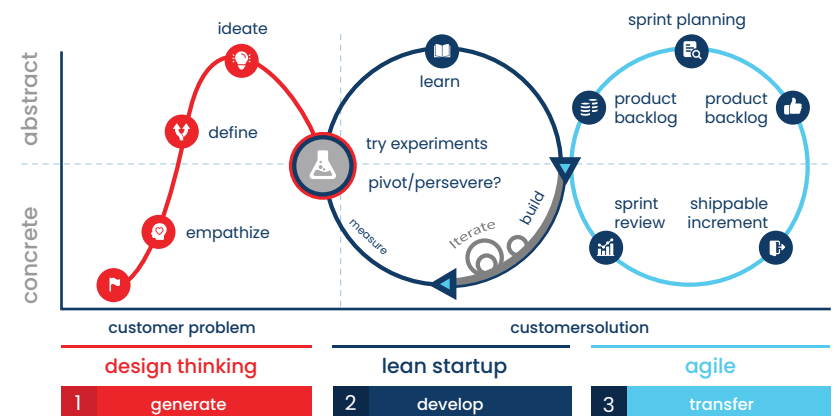 abstract
concrete
ideate
define
empathize
learn
try experiments
pivot/persevere?
measure
Iterate
build
sprint planning
product
backlog
product
backlog
sprint
review
shippable
increment
customer problem
customersolution
design thinking
lean startup
agile
1 generate
2 develop
3 transfer